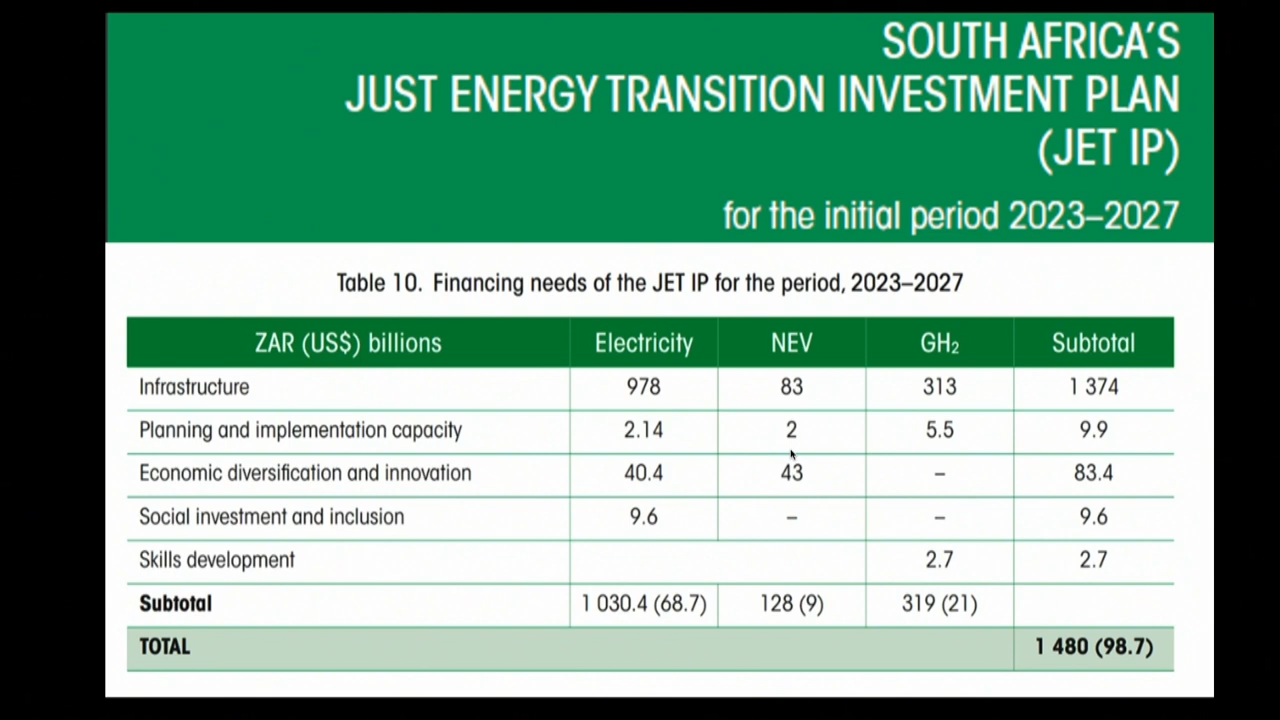 SOUTH AFRICA'S
JUST ENERGY TRANSITION INVESTMENT PLAN
(JET IP)
for the initial period 2023–2027
Table 10. Financing needs of the JET IP for the period, 2023–2027
ZAR (US$) billions Electricity NEV GH₂ Subtotal
Infrastructure 978 83 313 1 374
Planning and implementation capacity 2.14 2 5.5 9.9
Economic diversification and innovation 40.4 43 – 83.4
Social investment and inclusion 9.6 – – 9.6
Skills development 2.7 2.7
Subtotal 1 030.4 (68.7) 128 (9) 319 (21)
TOTAL 1 480 (98.7)